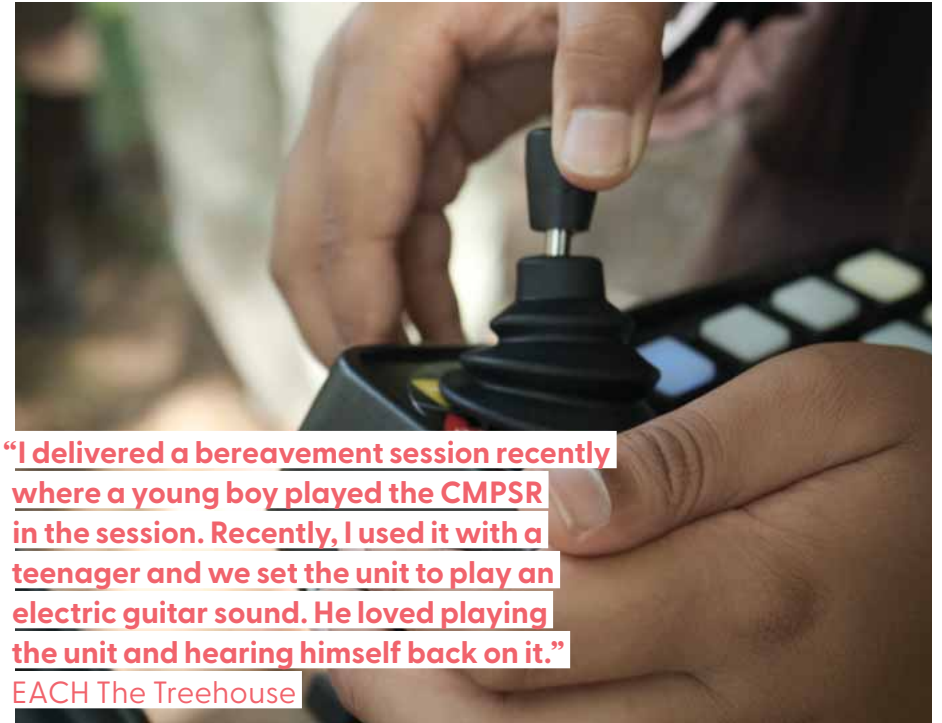 “I delivered a bereavement session recently
where a young boy played the CMPSR
in the session. Recently, I used it with a
teenager and we set the unit to play an
electric guitar sound. He loved playing
the unit and hearing himself back on it.”
EACH The Treehouse